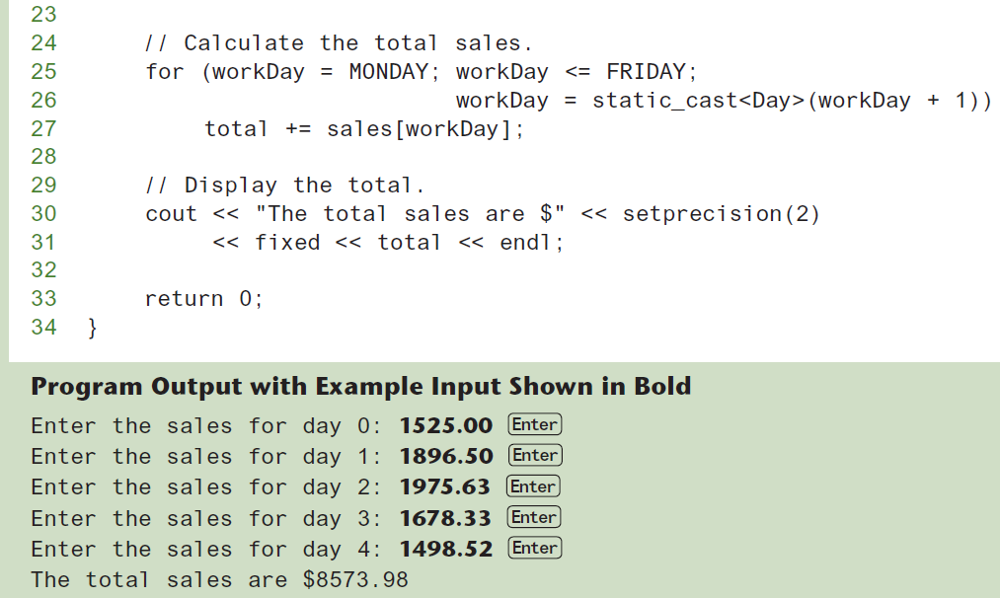 23
24 // Calculate the total sales.
25 for (workDay = MONDAY; workDay <= FRIDAY;
26 workDay = static_cast<Day>(workDay + 1))
27 total += sales[workDay];
28
29 // Display the total.
30 cout << "The total sales are $" << setprecision(2)
31 << fixed << total << endl;
32
33 return 0;
34 }
Program Output with Example Input Shown in Bold
Enter the sales for day 0: 1525.00 Enter
Enter the sales for day 1: 1896.50 Enter
Enter the sales for day 2: 1975.63 Enter
Enter the sales for day 3: 1678.33 Enter
Enter the sales for day 4: 1498.52 Enter
The total sales are $8573.98